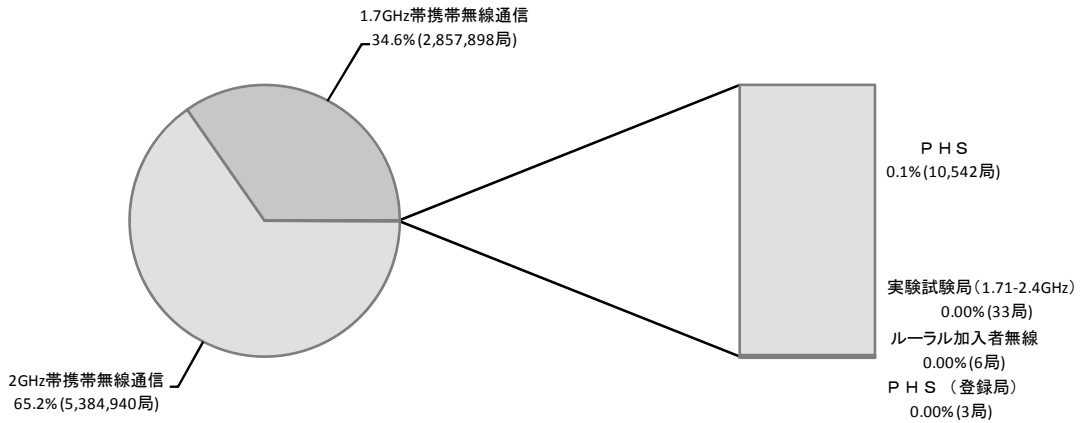 1.7GHz帯携帯無線通信
34.6%(2,857,898局)
ＰＨＳ
0.1%(10,542局)
実験試験局(1.71-2.4GHz)
0.00%(33局)
ルーラル加入者無線
0.00%(6局)
ＰＨＳ（登録局）
0.00%(3局)
2GHz帯携帯無線通信
65.2%(5,384,940局)